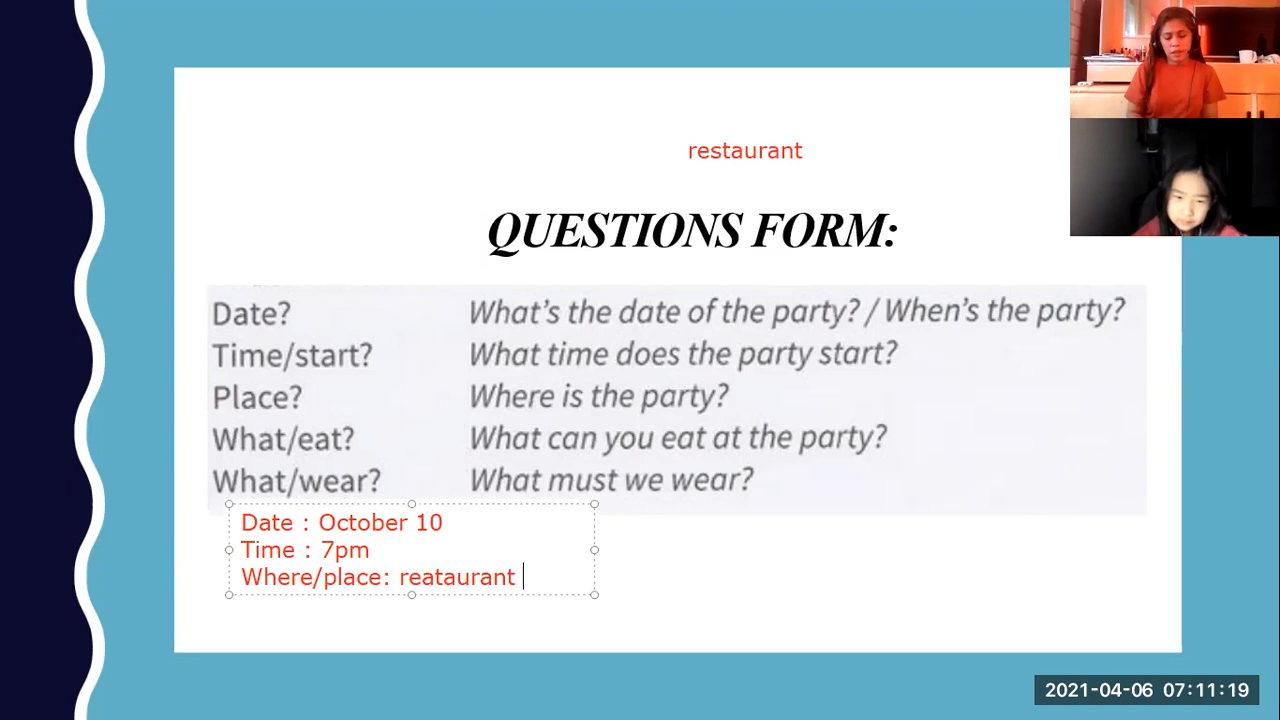 restaurant
QUESTIONS FORM:
Date? What's the date of the party? / When's the party?
Time/start? What time does the party start?
Place? Where is the party?
What/eat? What can you eat at the party?
What/wear? What must we wear?
Date : October 10
Time : 7pm
Where/place: reataurant
2021-04-06 07:11:19